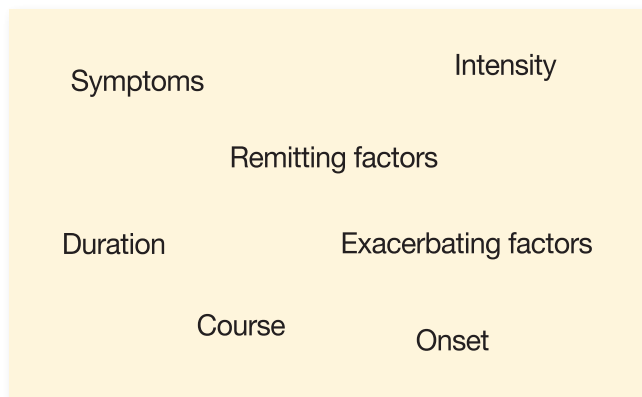 Symptoms
Intensity
Remitting factors
Duration
Exacerbating factors
Course
Onset